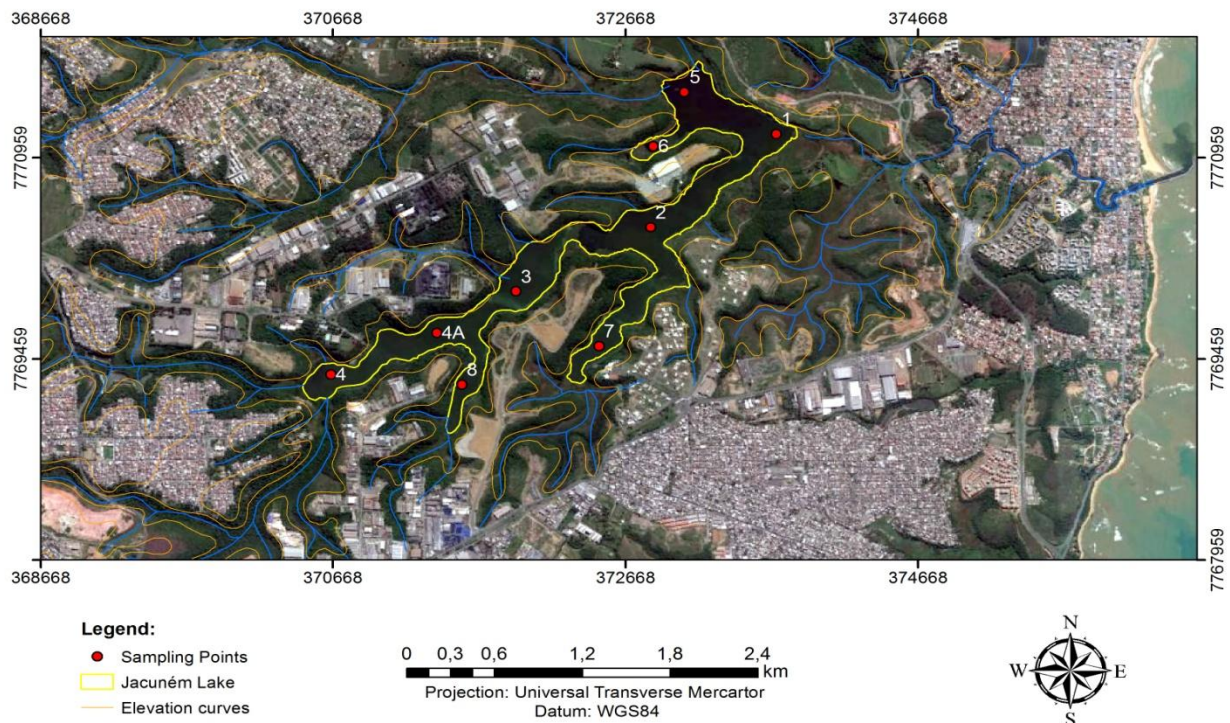 368668 370668 372668 374668
5
1
7770959 6 7770959
2
3
4A
7
7769459 4 8 7769459
7767959
368668 370668 372668 374668
Legend:
Sampling Points
Jacuném Lake
Elevation curves
0 0,3 0,6 1,2 1,8 2,4
km
Projection: Universal Transverse Mercartor
Datum: WGS84
N
W E
S